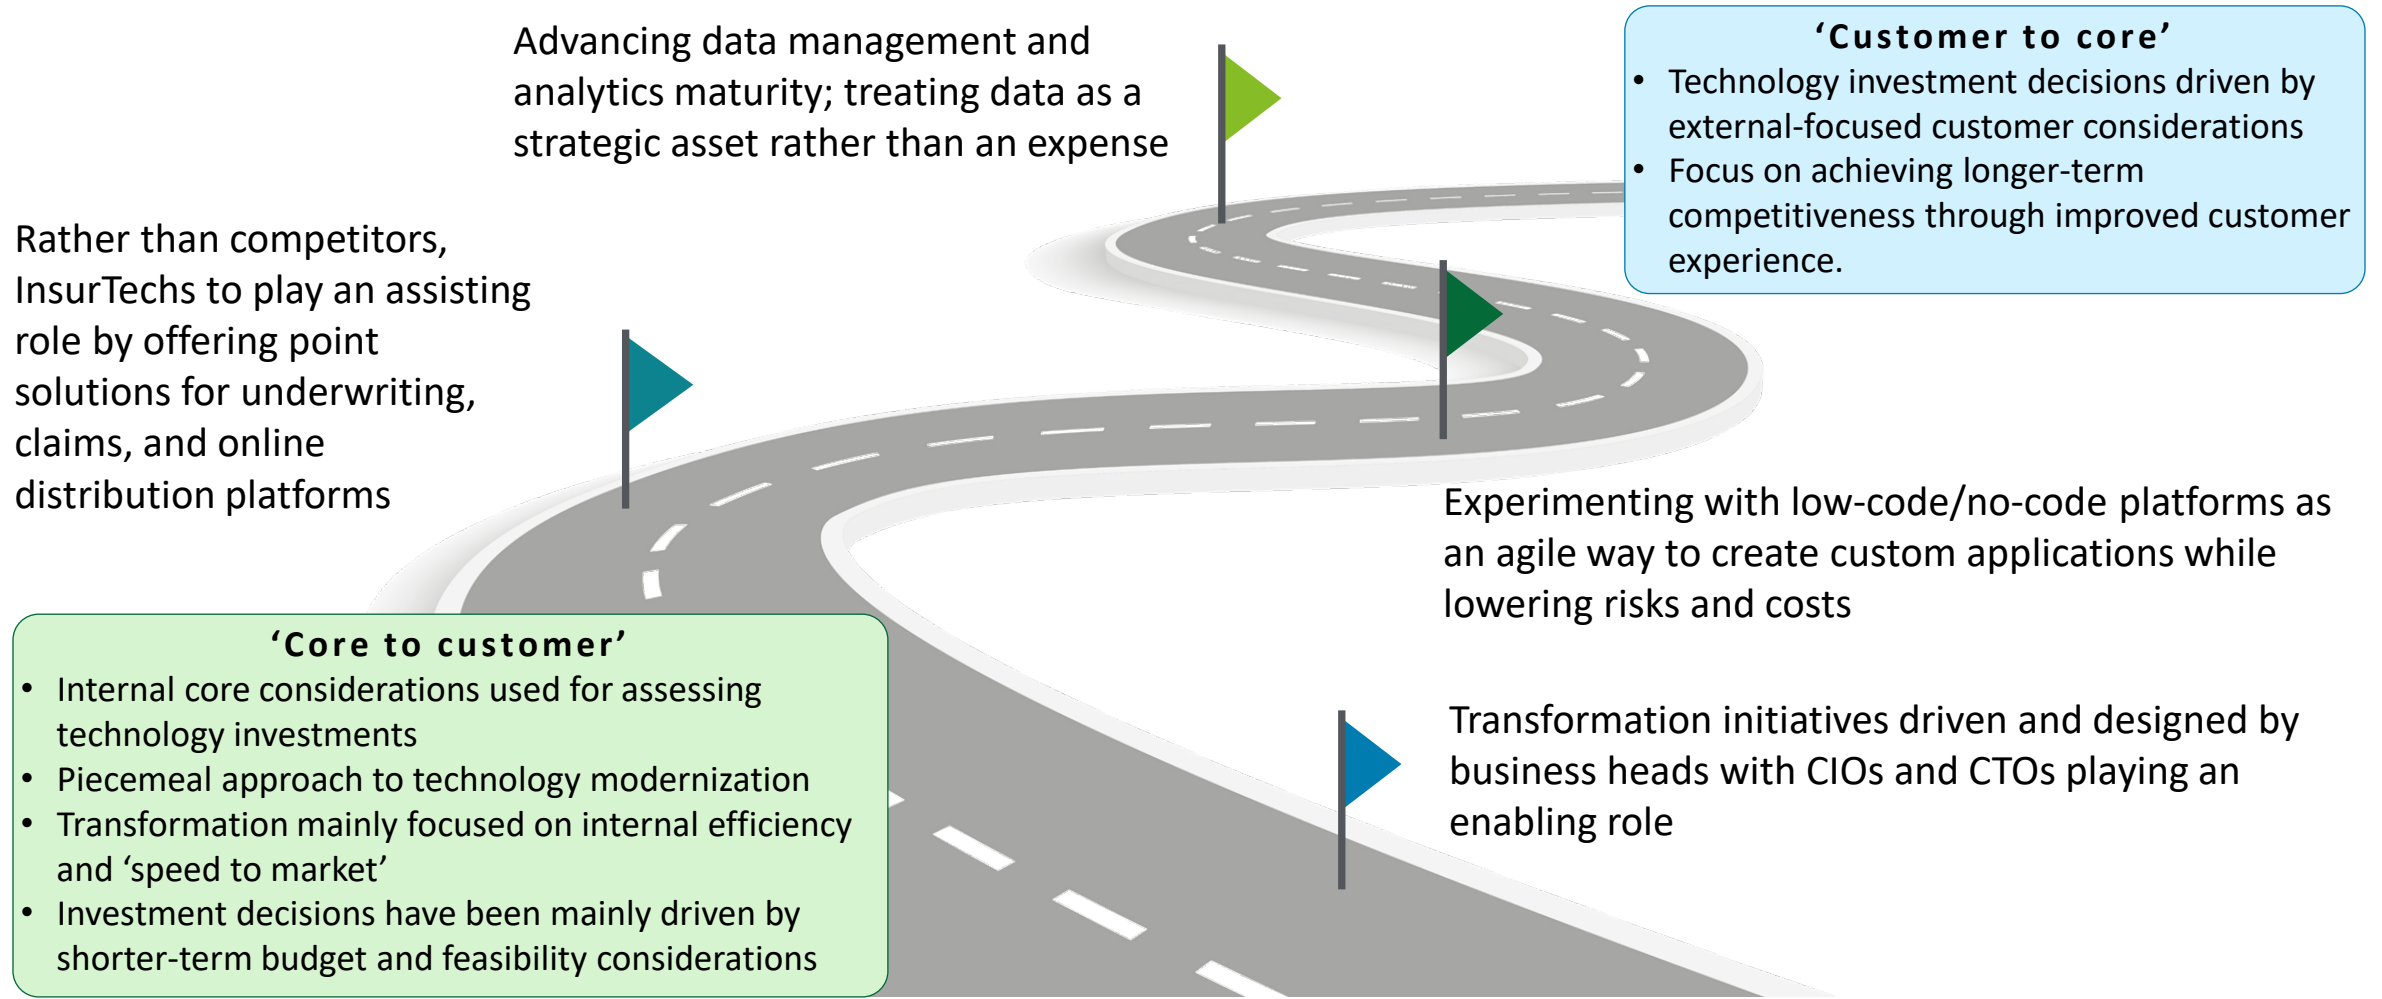 Advancing data management and
analytics maturity; treating data as a
strategic asset rather than an expense
‘Customer to core’
• Technology investment decisions driven by
external-focused customer considerations
• Focus on achieving longer-term
competitiveness through improved customer
experience.
Rather than competitors,
InsurTechs to play an assisting
role by offering point
solutions for underwriting,
claims, and online
distribution platforms
Experimenting with low-code/no-code platforms as
an agile way to create custom applications while
lowering risks and costs
‘Core to customer’
• Internal core considerations used for assessing
technology investments
• Piecemeal approach to technology modernization
• Transformation mainly focused on internal efficiency
and ‘speed to market’
• Investment decisions have been mainly driven by
shorter-term budget and feasibility considerations
Transformation initiatives driven and designed by
business heads with CIOs and CTOs playing an
enabling role